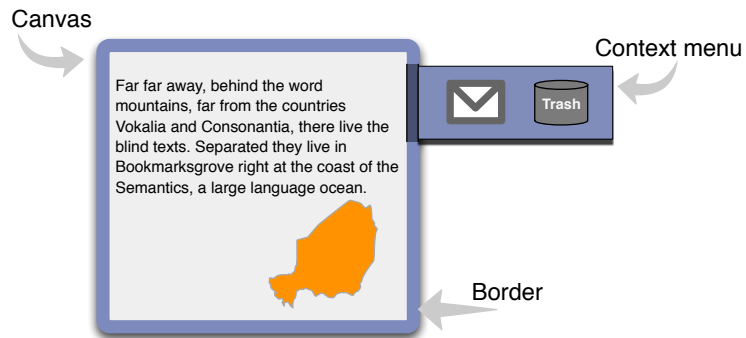 Canvas
Context menu
Trash
Far far away, behind the word
mountains, far from the countries
Vokalia and Consonantia, there live the
blind texts. Separated they live in
Bookmarksgrove right at the coast of the
Semantics, a large language ocean.
Border